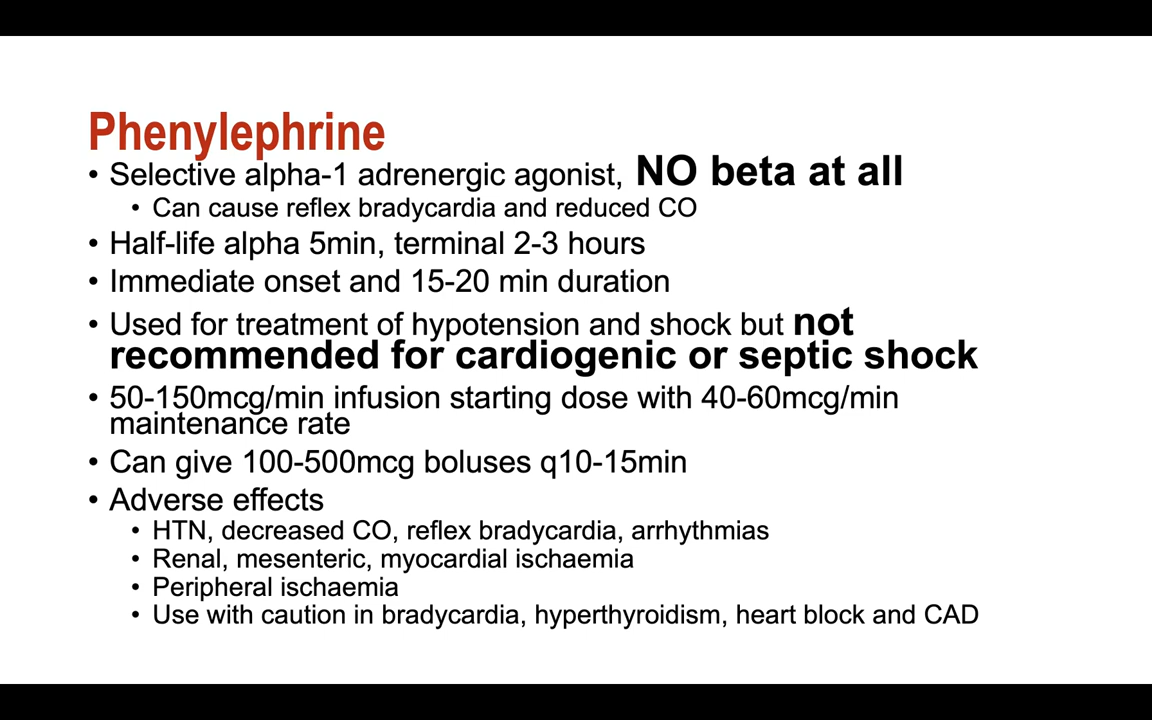 Phenylephrine
• Selective alpha-1 adrenergic agonist, NO beta at all
• Can cause reflex bradycardia and reduced CO
• Half-life alpha 5min, terminal 2-3 hours
• Immediate onset and 15-20 min duration
• Used for treatment of hypotension and shock but not
recommended for cardiogenic or septic shock
• 50-150mcg/min infusion starting dose with 40-60mcg/min
maintenance rate
• Can give 100-500mcg boluses q10-15min
• Adverse effects
• HTN, decreased CO, reflex bradycardia, arrhythmias
• Renal, mesenteric, myocardial ischaemia
• Peripheral ischaemia
• Use with caution in bradycardia, hyperthyroidism, heart block and CAD